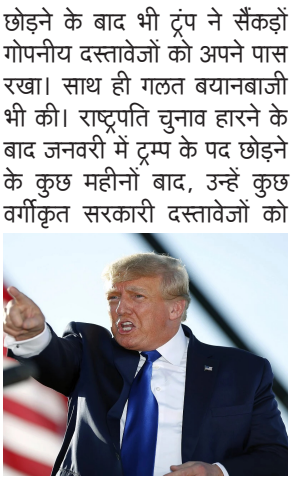 छोड़ने के बाद भी ट्रंप ने सैंकड़ों
गोपनीय दस्तावेजों को अपने पास
रखा। साथ ही गलत बयानबाजी
भी की। राष्ट्रपति चुनाव हारने के
बाद जनवरी में ट्रम्प के पद छोड़ने
के कुछ महीनों बाद, उन्हें कुछ
वर्गीकृत सरकारी दस्तावेजों को